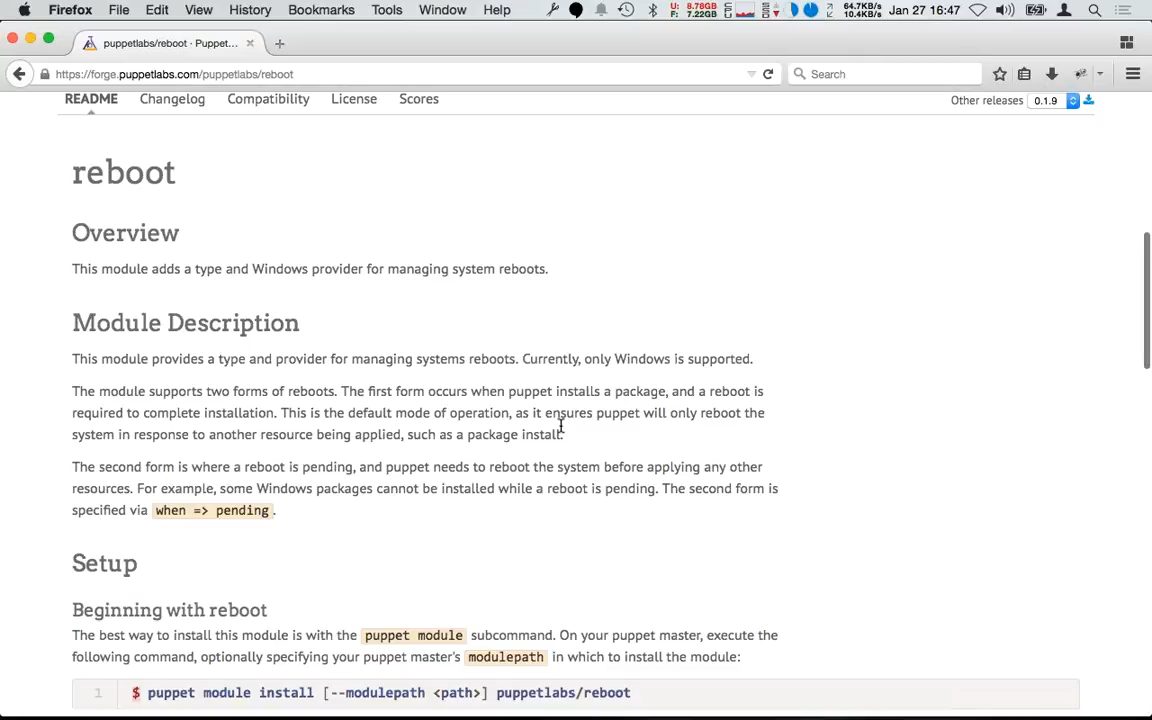 Firefox File Edit View History Bookmarks Tools Window Help U: 8.78GB F: 7.22GB 64.7KB/s 10.4KB/s Jan 27 16:47
puppetlabs/reboot · Puppet...
https://forge.puppetlabs.com/puppetlabs/reboot Search
README Changelog Compatibility License Scores Other releases 0.1.9
reboot
Overview
This module adds a type and Windows provider for managing system reboots.
Module Description
This module provides a type and provider for managing systems reboots. Currently, only Windows is supported.
The module supports two forms of reboots. The first form occurs when puppet installs a package, and a reboot is
required to complete installation. This is the default mode of operation, as it ensures puppet will only reboot the
system in response to another resource being applied, such as a package install.
The second form is where a reboot is pending, and puppet needs to reboot the system before applying any other
resources. For example, some Windows packages cannot be installed while a reboot is pending. The second form is
specified via when => pending.
Setup
Beginning with reboot
The best way to install this module is with the puppet module subcommand. On your puppet master, execute the
following command, optionally specifying your puppet master's modulepath in which to install the module:
1 $ puppet module install [--modulepath <path>] puppetlabs/reboot